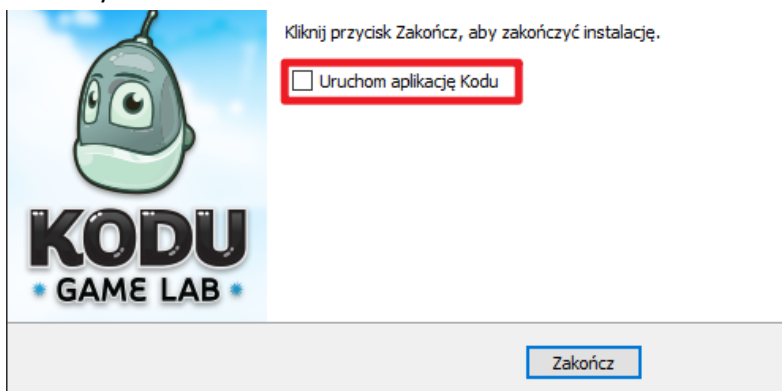 Kliknij przycisk Zakończ, aby zakończyć instalację.
Uruchom aplikację Kodu
KODU
GAME LAB
Zakończ